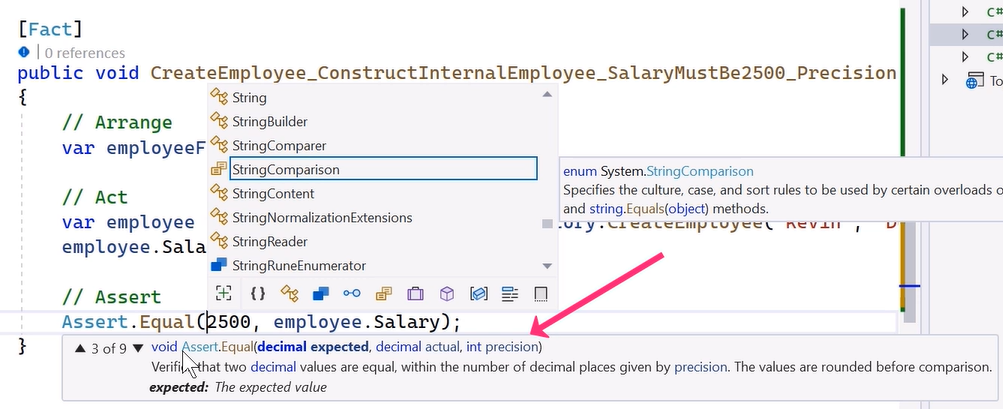 [Fact]
0 references
public void CreateEmployee_ConstructInternalEmployee_SalaryMustBe2500_Precision
{
// Arrange
var employeeF
// Act
var employee
ory.CreateEmployee("Kevin", "D
employee.Sala
// Assert
Assert.Equal(2500, employee.Salary);
}
String
StringBuilder
StringComparer
StringComparison
StringContent
StringNormalizationExtensions
StringReader
StringRuneEnumerator
enum System.StringComparison
Specifies the culture, case, and sort rules to be used by certain overloads o
and string.Equals(object) methods.
3 of 9 void Assert.Equal(decimal expected, decimal actual, int precision)
Verifies that two decimal values are equal, within the number of decimal places given by precision. The values are rounded before comparison.
expected: The expected value
C#
C#
C#
To